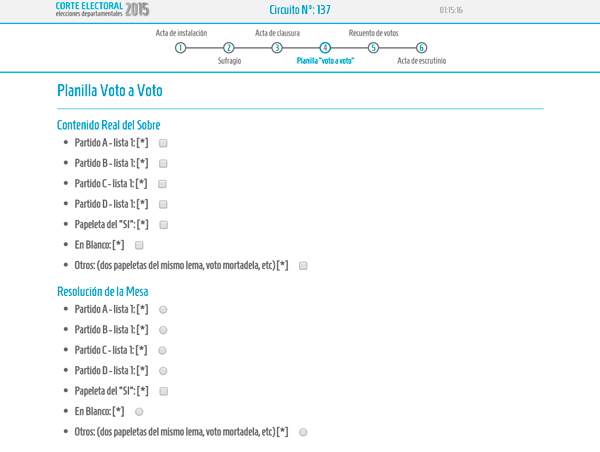 CORTE ELECTORAL
elecciones departamentales 2015
Circuito N°: 137
01:15:16
Acta de instalación
Acta de clausura
Recuento de votos
1 2 3 4 5 6
Sufragio
Planilla "voto a voto"
Acta de escrutinio
Planilla Voto a Voto
Contenido Real del Sobre
Partido A - lista 1: [*]
Partido B - lista 1: [*]
Partido C - lista 1: [*]
Partido D - lista 1: [*]
Papeleta del "SI": [*]
En Blanco: [*]
Otros: (dos papeletas del mismo lema, voto mortadela, etc) [*]
Resolución de la Mesa
Partido A - lista 1: [*]
Partido B - lista 1: [*]
Partido C - lista 1: [*]
Partido D - lista 1: [*]
Papeleta del "SI": [*]
En Blanco: [*]
Otros: (dos papeletas del mismo lema, voto mortadela, etc) [*]